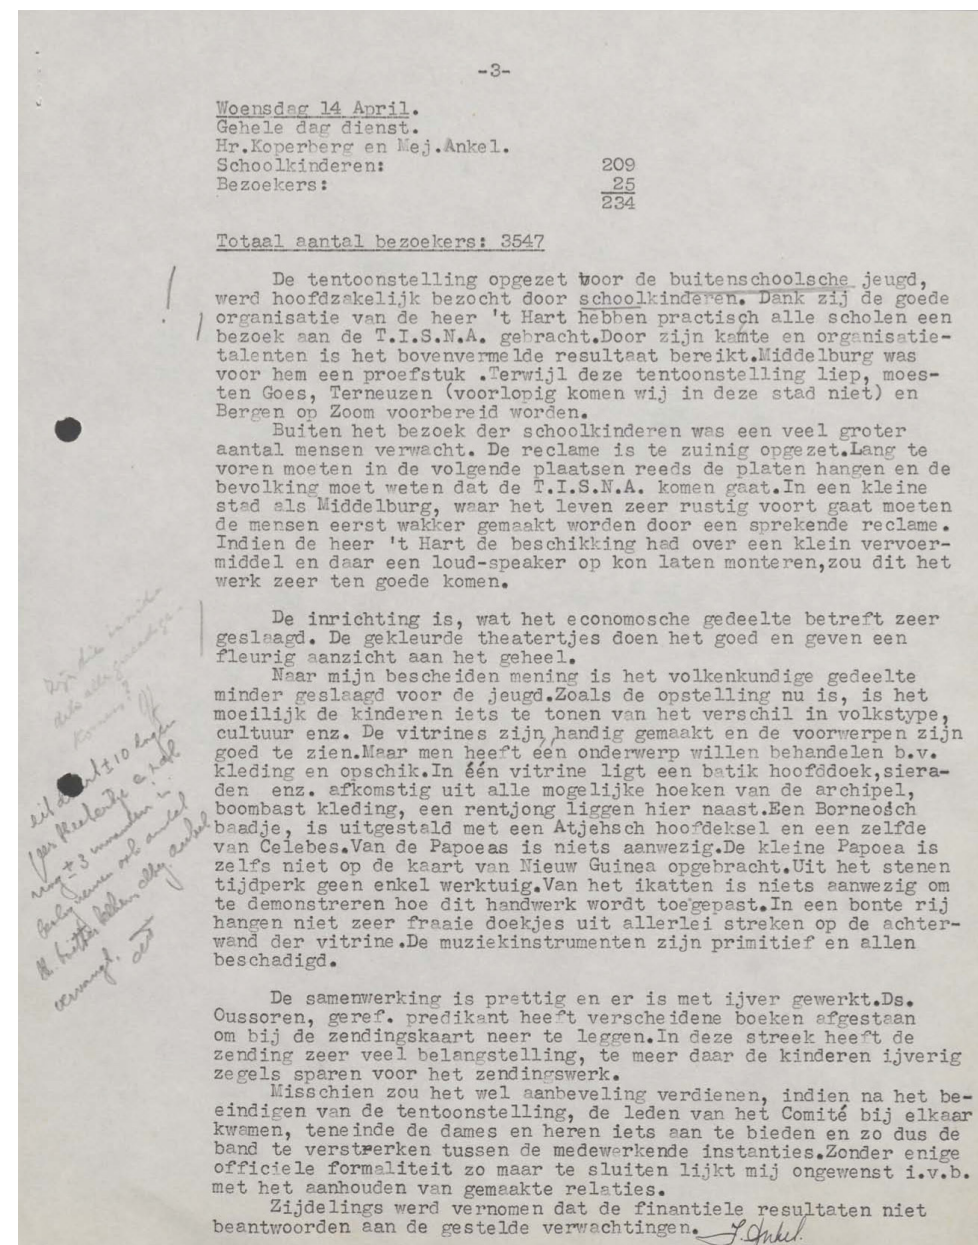 -3-
Woensdag 14 April.
Gehele dag dienst.
Hr.Koperberg en Mej.Ankel.
Schoolkinderen: 209
Bezoekers: 25
234
Totaal aantal bezoekers: 3547
De tentoonstelling opgezet voor de buitenschoolsche jeugd,
werd hoofdzakelijk bezocht door schoolkinderen. Dank zij de goede
organisatie van de heer 't Hart hebben practisch alle scholen een
bezoek aan de T.I.S.N.A. gebracht.Door zijn kamte en organisatie-
talenten is het bovenvermelde resultaat bereikt.Middelburg was
voor hem een proefstuk .Terwijl deze tentoonstelling liep, moes-
ten Goes, Terneuzen (voorlopig komen wij in deze stad niet) en
Bergen op Zoom voorbereid worden.
Buiten het bezoek der schoolkinderen was een veel groter
aantal mensen verwacht. De reclame is te zuinig opgezet.Lang te
voren moeten in de volgende plaatsen reeds de platen hangen en de
bevolking moet weten dat de T.I.S.N.A. komen gaat.In een kleine
stad als Middelburg, waar het leven zeer rustig voort gaat moeten
de mensen eerst wakker gemaakt worden door een sprekende reclame.
Indien de heer 't Hart de beschikking had over een klein vervoer-
middel en daar een loud-speaker op kon laten monteren,zou dit het
werk zeer ten goede komen.
De inrichting is, wat het economosche gedeelte betreft zeer
geslaagd. De gekleurde theatertjes doen het goed en geven een
fleurig aanzicht aan het geheel.
Naar mijn bescheiden mening is het volkenkundige gedeelte
minder geslaagd voor de jeugd.Zoals de opstelling nu is, is het
moeilijk de kinderen iets te tonen van het verschil in volkstype,
cultuur enz. De vitrines zijn handig gemaakt en de voorwerpen zijn
goed te zien.Maar men heeft één onderwerp willen behandelen b.v.
kleding en opschik.In één vitrine ligt een batik hoofddoek,siera-
den enz. afkomstig uit alle mogelijke hoeken van de archipel,
boombast kleding, een rentjong liggen hier naast.Een Borneosch
baadje, is uitgestald met een Atjehsch hoofdeksel en een zelfde
van Celebes.Van de Papoeas is niets aanwezig.De kleine Papoea is
zelfs niet op de kaart van Nieuw Guinea opgebracht.Uit het stenen
tijdperk geen enkel werktuig.Van het ikatten is niets aanwezig om
te demonstreren hoe dit handwerk wordt toegepast.In een bonte rij
hangen niet zeer fraaie doekjes uit allerlei streken op de achter-
wand der vitrine.De muziekinstrumenten zijn primitief en allen
beschadigd.
De samenwerking is prettig en er is met ijver gewerkt.Ds.
Oussoren, geref. predikant heeft verscheidene boeken afgestaan
om bij de zendingskaart neer te leggen.In deze streek heeft de
zending zeer veel belangstelling, te meer daar de kinderen ijverig
zegels sparen voor het zendingswerk.
Misschien zou het wel aanbeveling verdienen, indien na het be-
eindigen van de tentoonstelling, de leden van het Comité bij elkaar
kwamen, teneinde de dames en heren iets aan te bieden en zo dus de
band te versterken tussen de medewerkende instanties.Zonder enige
officiele formaliteit zo maar te sluiten lijkt mij ongewenst i.v.b.
met het aanhouden van gemaakte relaties.
Zijdelings werd vernomen dat de finantiele resultaten niet
beantwoorden aan de gestelde verwachtingen. J. Ankel.